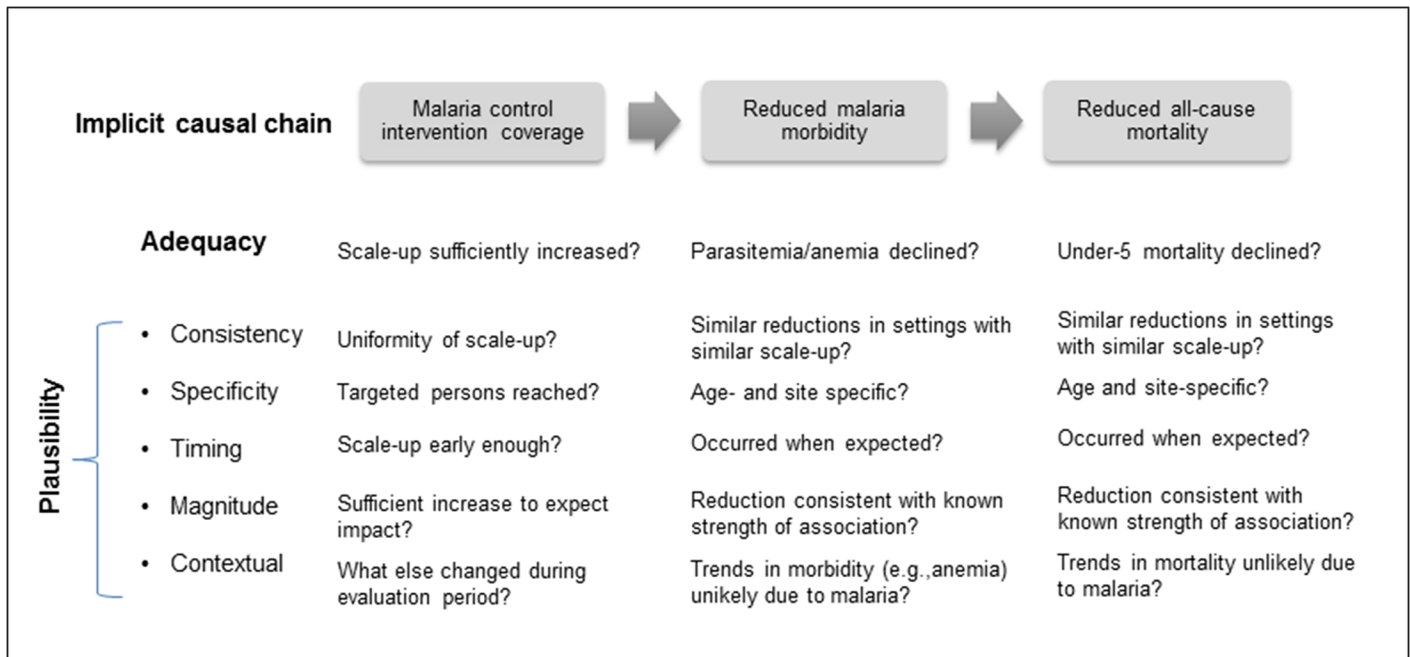 Implicit causal chain
Malaria control
intervention coverage
Reduced malaria
morbidity
Reduced all-cause
mortality
Adequacy
Scale-up sufficiently increased?
Parasitemia/anemia declined?
Under-5 mortality declined?
Plausibility
• Consistency
Uniformity of scale-up?
Similar reductions in settings with
similar scale-up?
Similar reductions in settings
with similar scale-up?
• Specificity
Targeted persons reached?
Age- and site specific?
Age and site-specific?
• Timing
Scale-up early enough?
Occurred when expected?
Occurred when expected?
• Magnitude
Sufficient increase to expect
impact?
Reduction consistent with known
strength of association?
Reduction consistent with
known strength of association?
• Contextual
What else changed during
evaluation period?
Trends in morbidity (e.g.,anemia)
unikely due to malaria?
Trends in mortality unlikely due
to malaria?